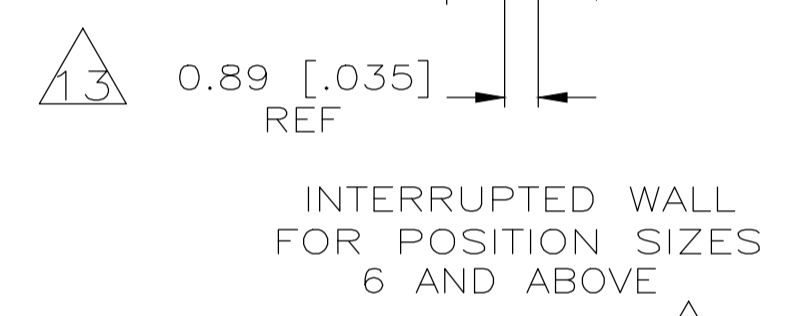 13 0.89 [.035]
REF
INTERRUPTED WALL
FOR POSITION SIZES
6 AND ABOVE